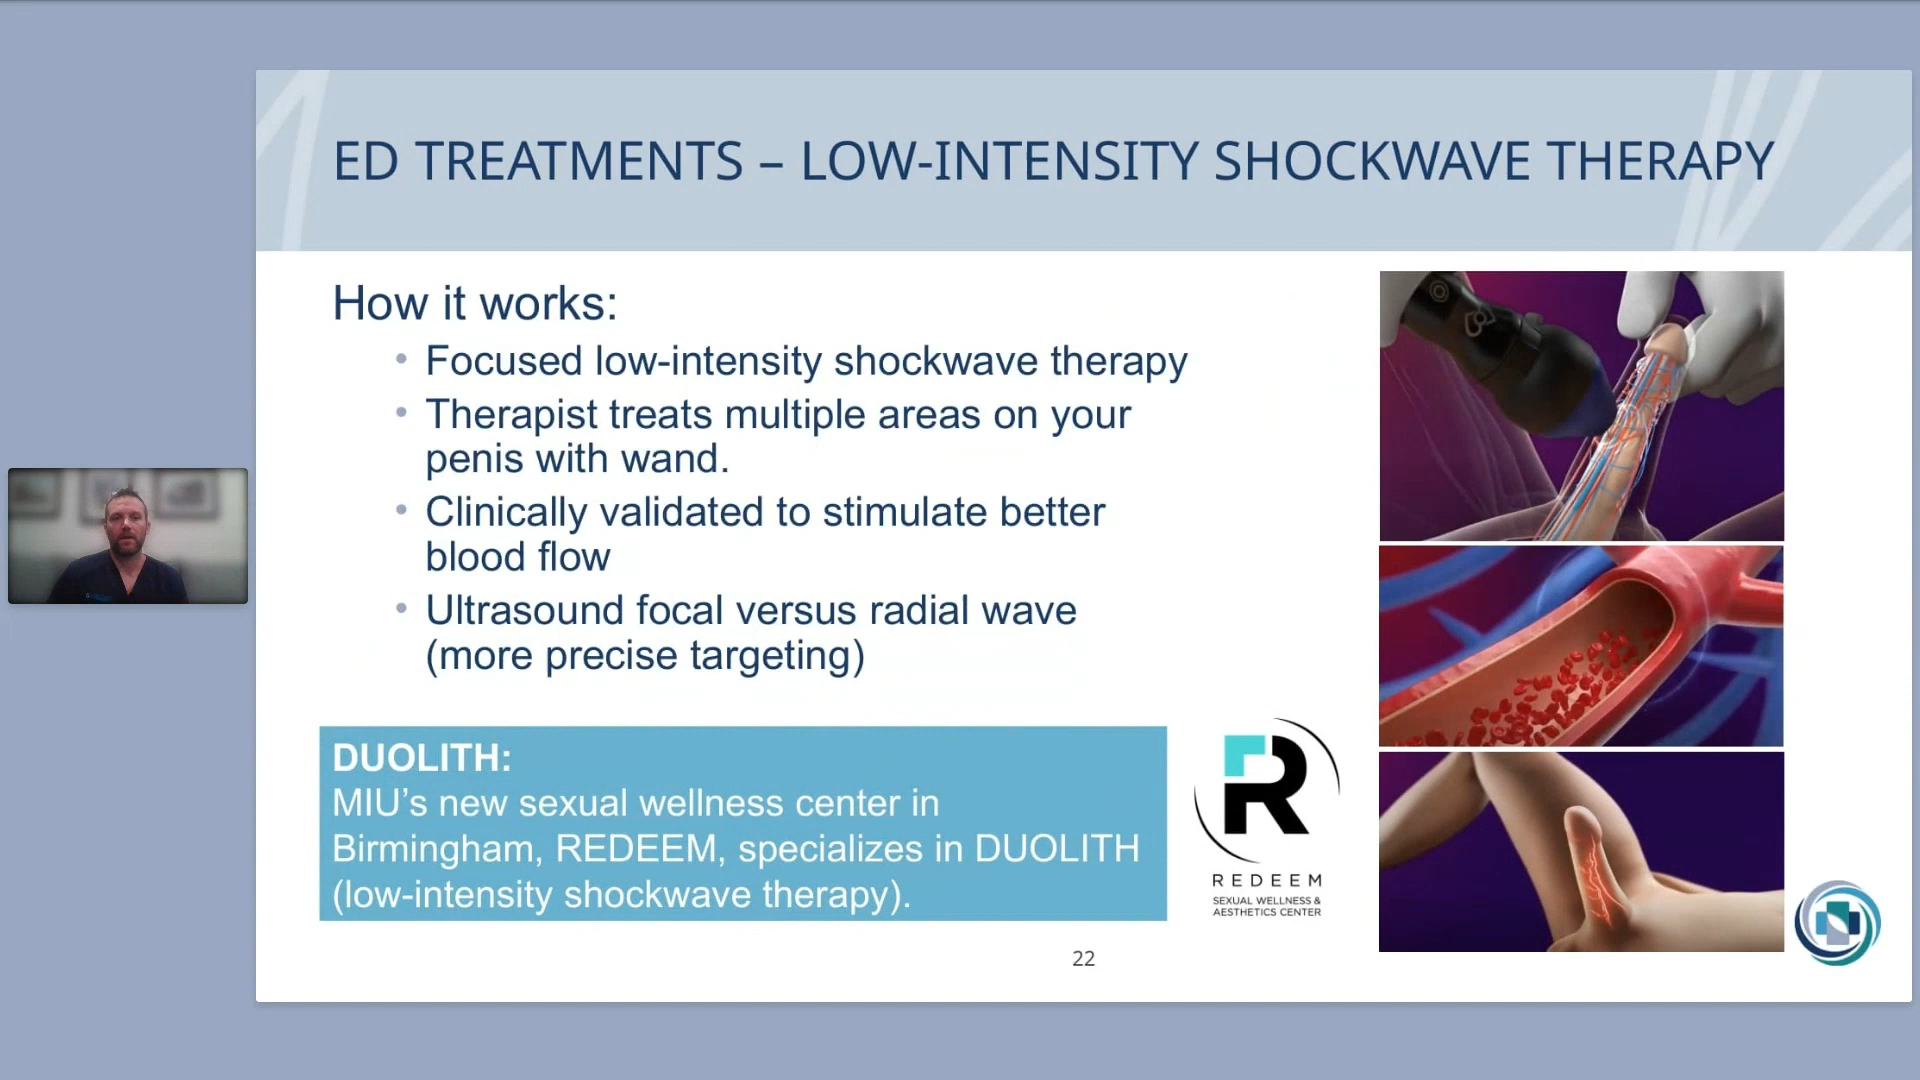 ED TREATMENTS – LOW-INTENSITY SHOCKWAVE THERAPY
How it works:
• Focused low-intensity shockwave therapy
• Therapist treats multiple areas on your
penis with wand.
• Clinically validated to stimulate better
blood flow
• Ultrasound focal versus radial wave
(more precise targeting)
DUOLITH:
MIU’s new sexual wellness center in
Birmingham, REDEEM, specializes in DUOLITH
(low-intensity shockwave therapy).
R
REDEEM
SEXUAL WELLNESS &
AESTHETICS CENTER
22